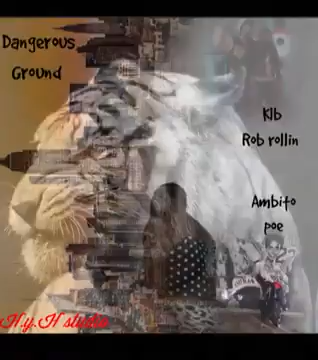 Dangerous
Ground
Klb
Rob rollin
Ambito
poe
H.y.H studio